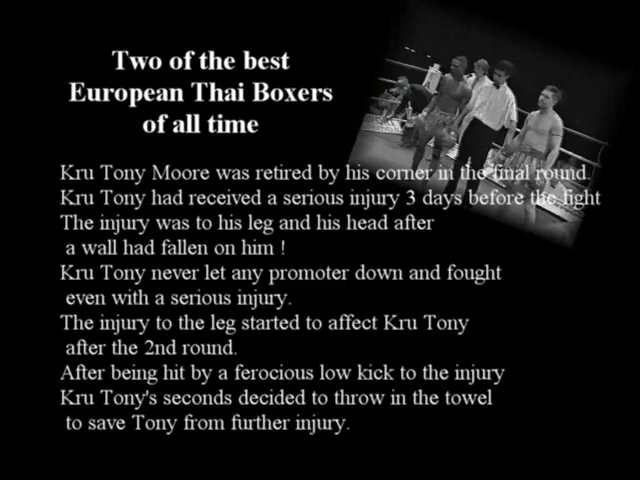 Two of the best
European Thai Boxers
of all time
Kru Tony Moore was retired by his corner in the final round.
Kru Tony had received a serious injury 3 days before the fight
The injury was to his leg and his head after
a wall had fallen on him !
Kru Tony never let any promoter down and fought
even with a serious injury.
The injury to the leg started to affect Kru Tony
after the 2nd round.
After being hit by a ferocious low kick to the injury
Kru Tony's seconds decided to throw in the towel
to save Tony from further injury.